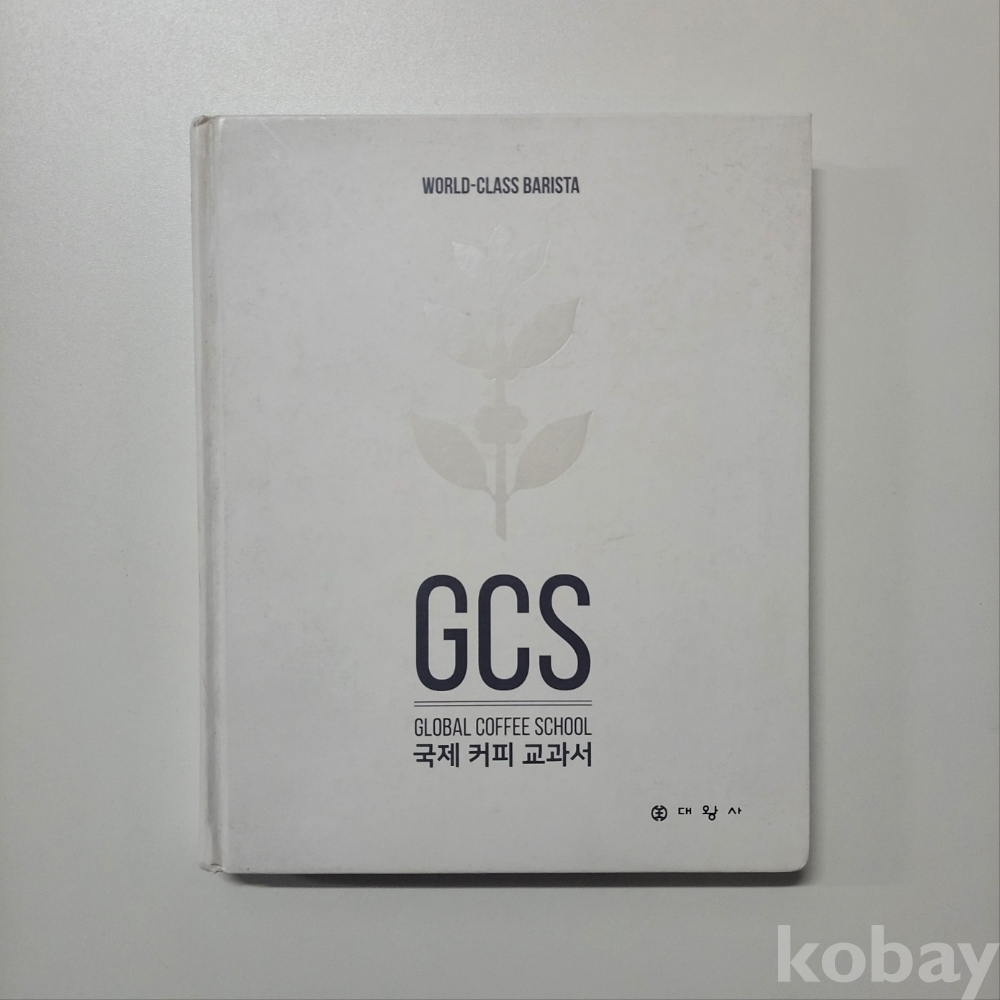 WORLD-CLASS BARISTA
GCS
GLOBAL COFFEE SCHOOL
국제 커피 교과서
대왕사
kobay